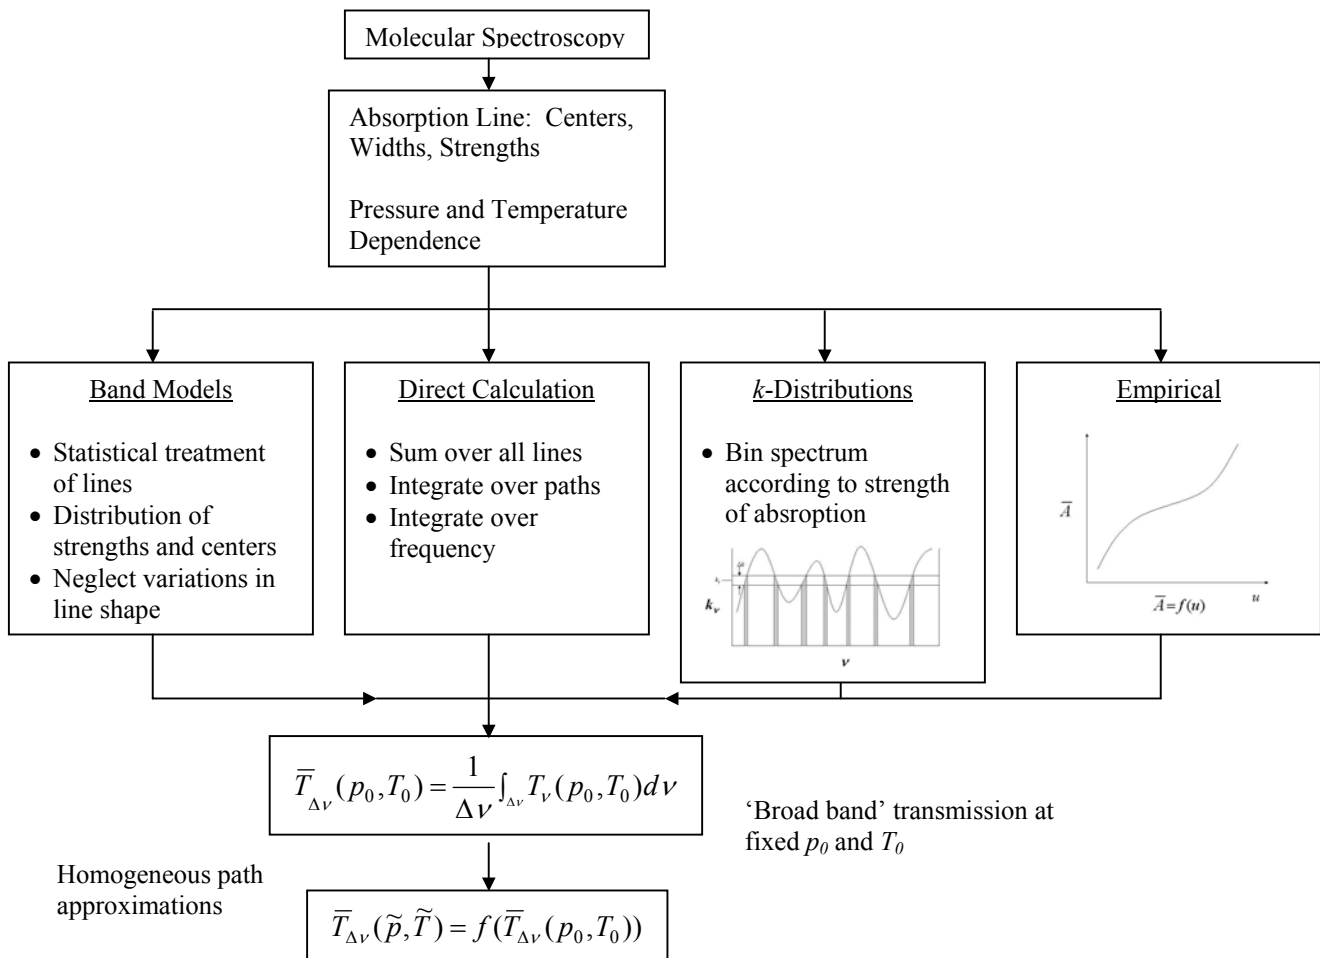 Molecular Spectroscopy
Absorption Line: Centers,
Widths, Strengths
Pressure and Temperature
Dependence
Band Models
• Statistical treatment
of lines
• Distribution of
strengths and centers
• Neglect variations in
line shape
Direct Calculation
• Sum over all lines
• Integrate over paths
• Integrate over
frequency
k-Distributions
• Bin spectrum
according to strength
of absroption
k_ν
ν
Empirical
A̅
u
A̅=f(u)
T̅_Δν(p_0,T_0) = 1/Δν ∫_Δν T_ν(p_0,T_0)dν
‘Broad band’ transmission at
fixed p_0 and T_0
Homogeneous path
approximations
T̅_Δν(p̃,T̃) = f(T̅_Δν(p_0,T_0))